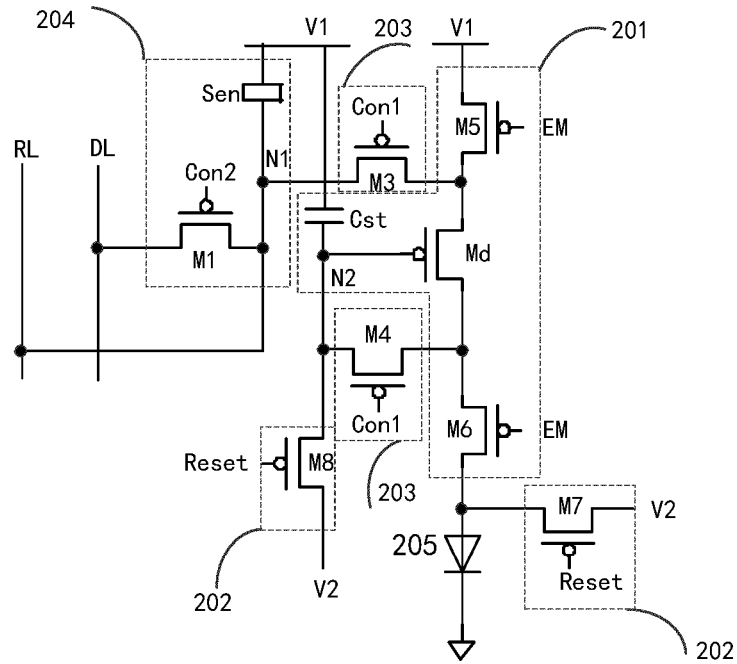 204
V1
203
V1
201
Sen
Con1
M5
EM
RL
DL
Con2
N1
M3
Cst
M1
N2
Md
M4
Con1
M6
EM
Reset
M8
203
M7
V2
202
V2
205
Reset
202